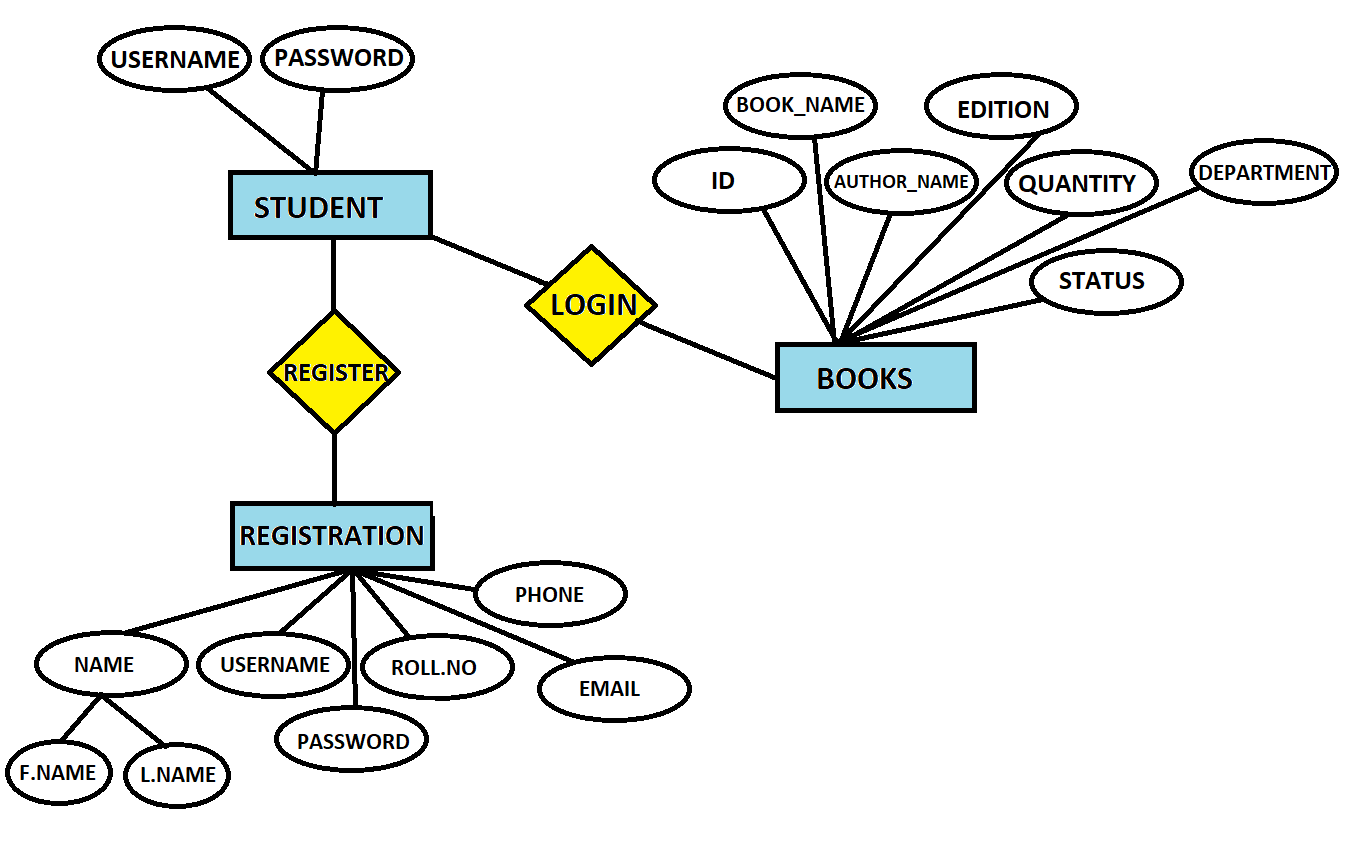 USERNAME
PASSWORD
BOOK_NAME
EDITION
ID
AUTHOR_NAME
QUANTITY
DEPARTMENT
STUDENT
STATUS
LOGIN
REGISTER
BOOKS
REGISTRATION
PHONE
NAME
USERNAME
ROLL.NO
EMAIL
PASSWORD
F.NAME
L.NAME